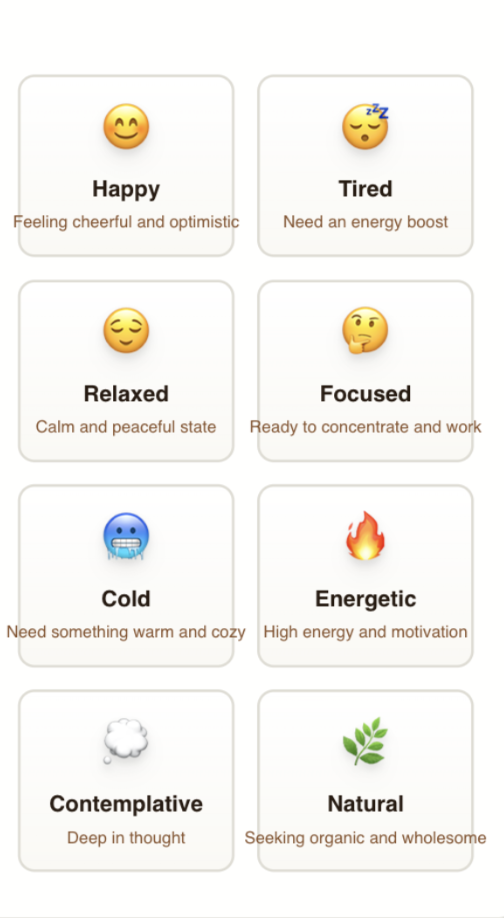 Happy
Feeling cheerful and optimistic
Tired
Need an energy boost
Relaxed
Calm and peaceful state
Focused
Ready to concentrate and work
Cold
Need something warm and cozy
Energetic
High energy and motivation
Contemplative
Deep in thought
Natural
Seeking organic and wholesome